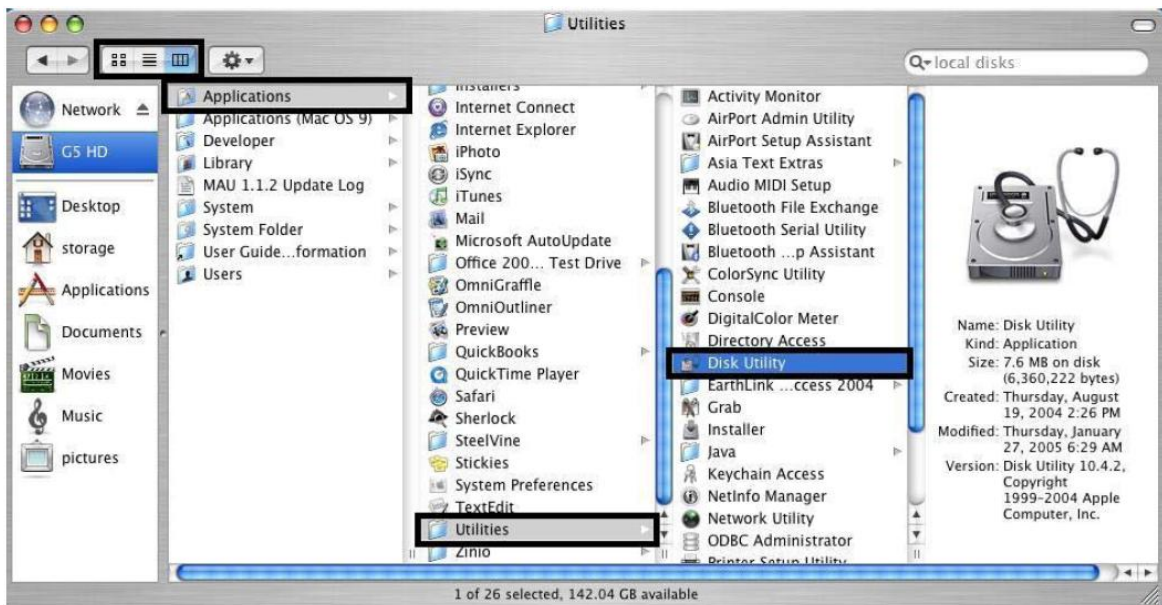 Utilities
local disks
Network
G5 HD
Desktop
storage
Applications
Documents
Movies
Music
pictures
Applications
Applications (Mac OS 9)
Developer
Library
MAU 1.1.2 Update Log
System
System Folder
User Guide...formation
Users
Installers
Internet Connect
Internet Explorer
iPhoto
iSync
iTunes
Mail
Microsoft AutoUpdate
Office 200... Test Drive
OmniGraffle
OmniOutliner
Preview
QuickBooks
QuickTime Player
Safari
Sherlock
SteelVine
Stickies
System Preferences
TextEdit
Utilities
Zinio
Activity Monitor
AirPort Admin Utility
AirPort Setup Assistant
Asia Text Extras
Audio MIDI Setup
Bluetooth File Exchange
Bluetooth Serial Utility
Bluetooth ...p Assistant
ColorSync Utility
Console
DigitalColor Meter
Directory Access
Disk Utility
EarthLink ...ccess 2004
Grab
Installer
Java
Keychain Access
NetInfo Manager
Network Utility
ODBC Administrator
Printer Setup Utility
Name: Disk Utility
Kind: Application
Size: 7.6 MB on disk
(6,360,222 bytes)
Created: Thursday, August
19, 2004 2:26 PM
Modified: Thursday, January
27, 2005 6:29 AM
Version: Disk Utility 10.4.2,
Copyright
1999-2004 Apple
Computer, Inc.
1 of 26 selected, 142.04 GB available